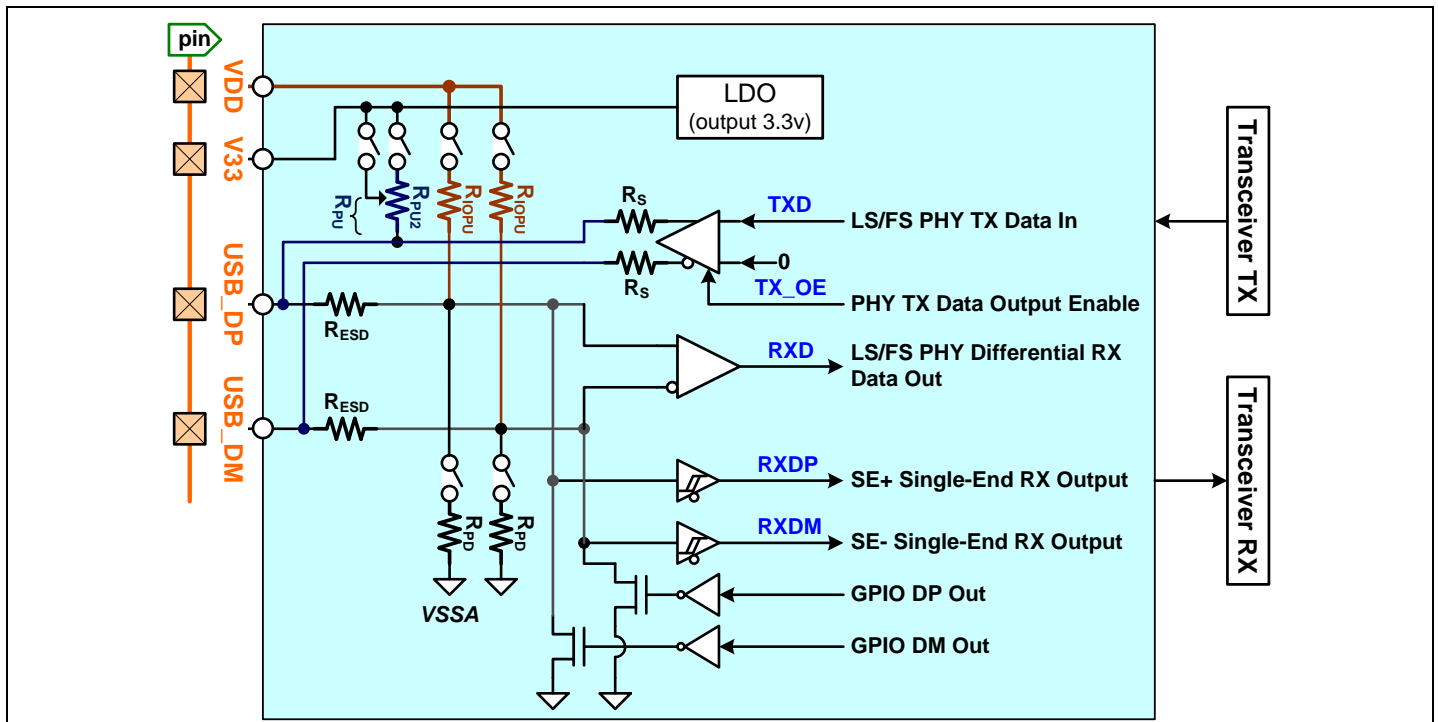 pin
VDD
V33
USB_DP
USB_DM
LDO
(output 3.3v)
RPU
RPU2
RIOPU
RIOPU
RS
RS
TXD
LS/FS PHY TX Data In
0
TX_OE
PHY TX Data Output Enable
RESD
RXD
LS/FS PHY Differential RX
Data Out
RESD
RXDP
SE+ Single-End RX Output
RXDM
SE- Single-End RX Output
RPD
RPD
VSSA
GPIO DP Out
GPIO DM Out
Transceiver TX
Transceiver RX